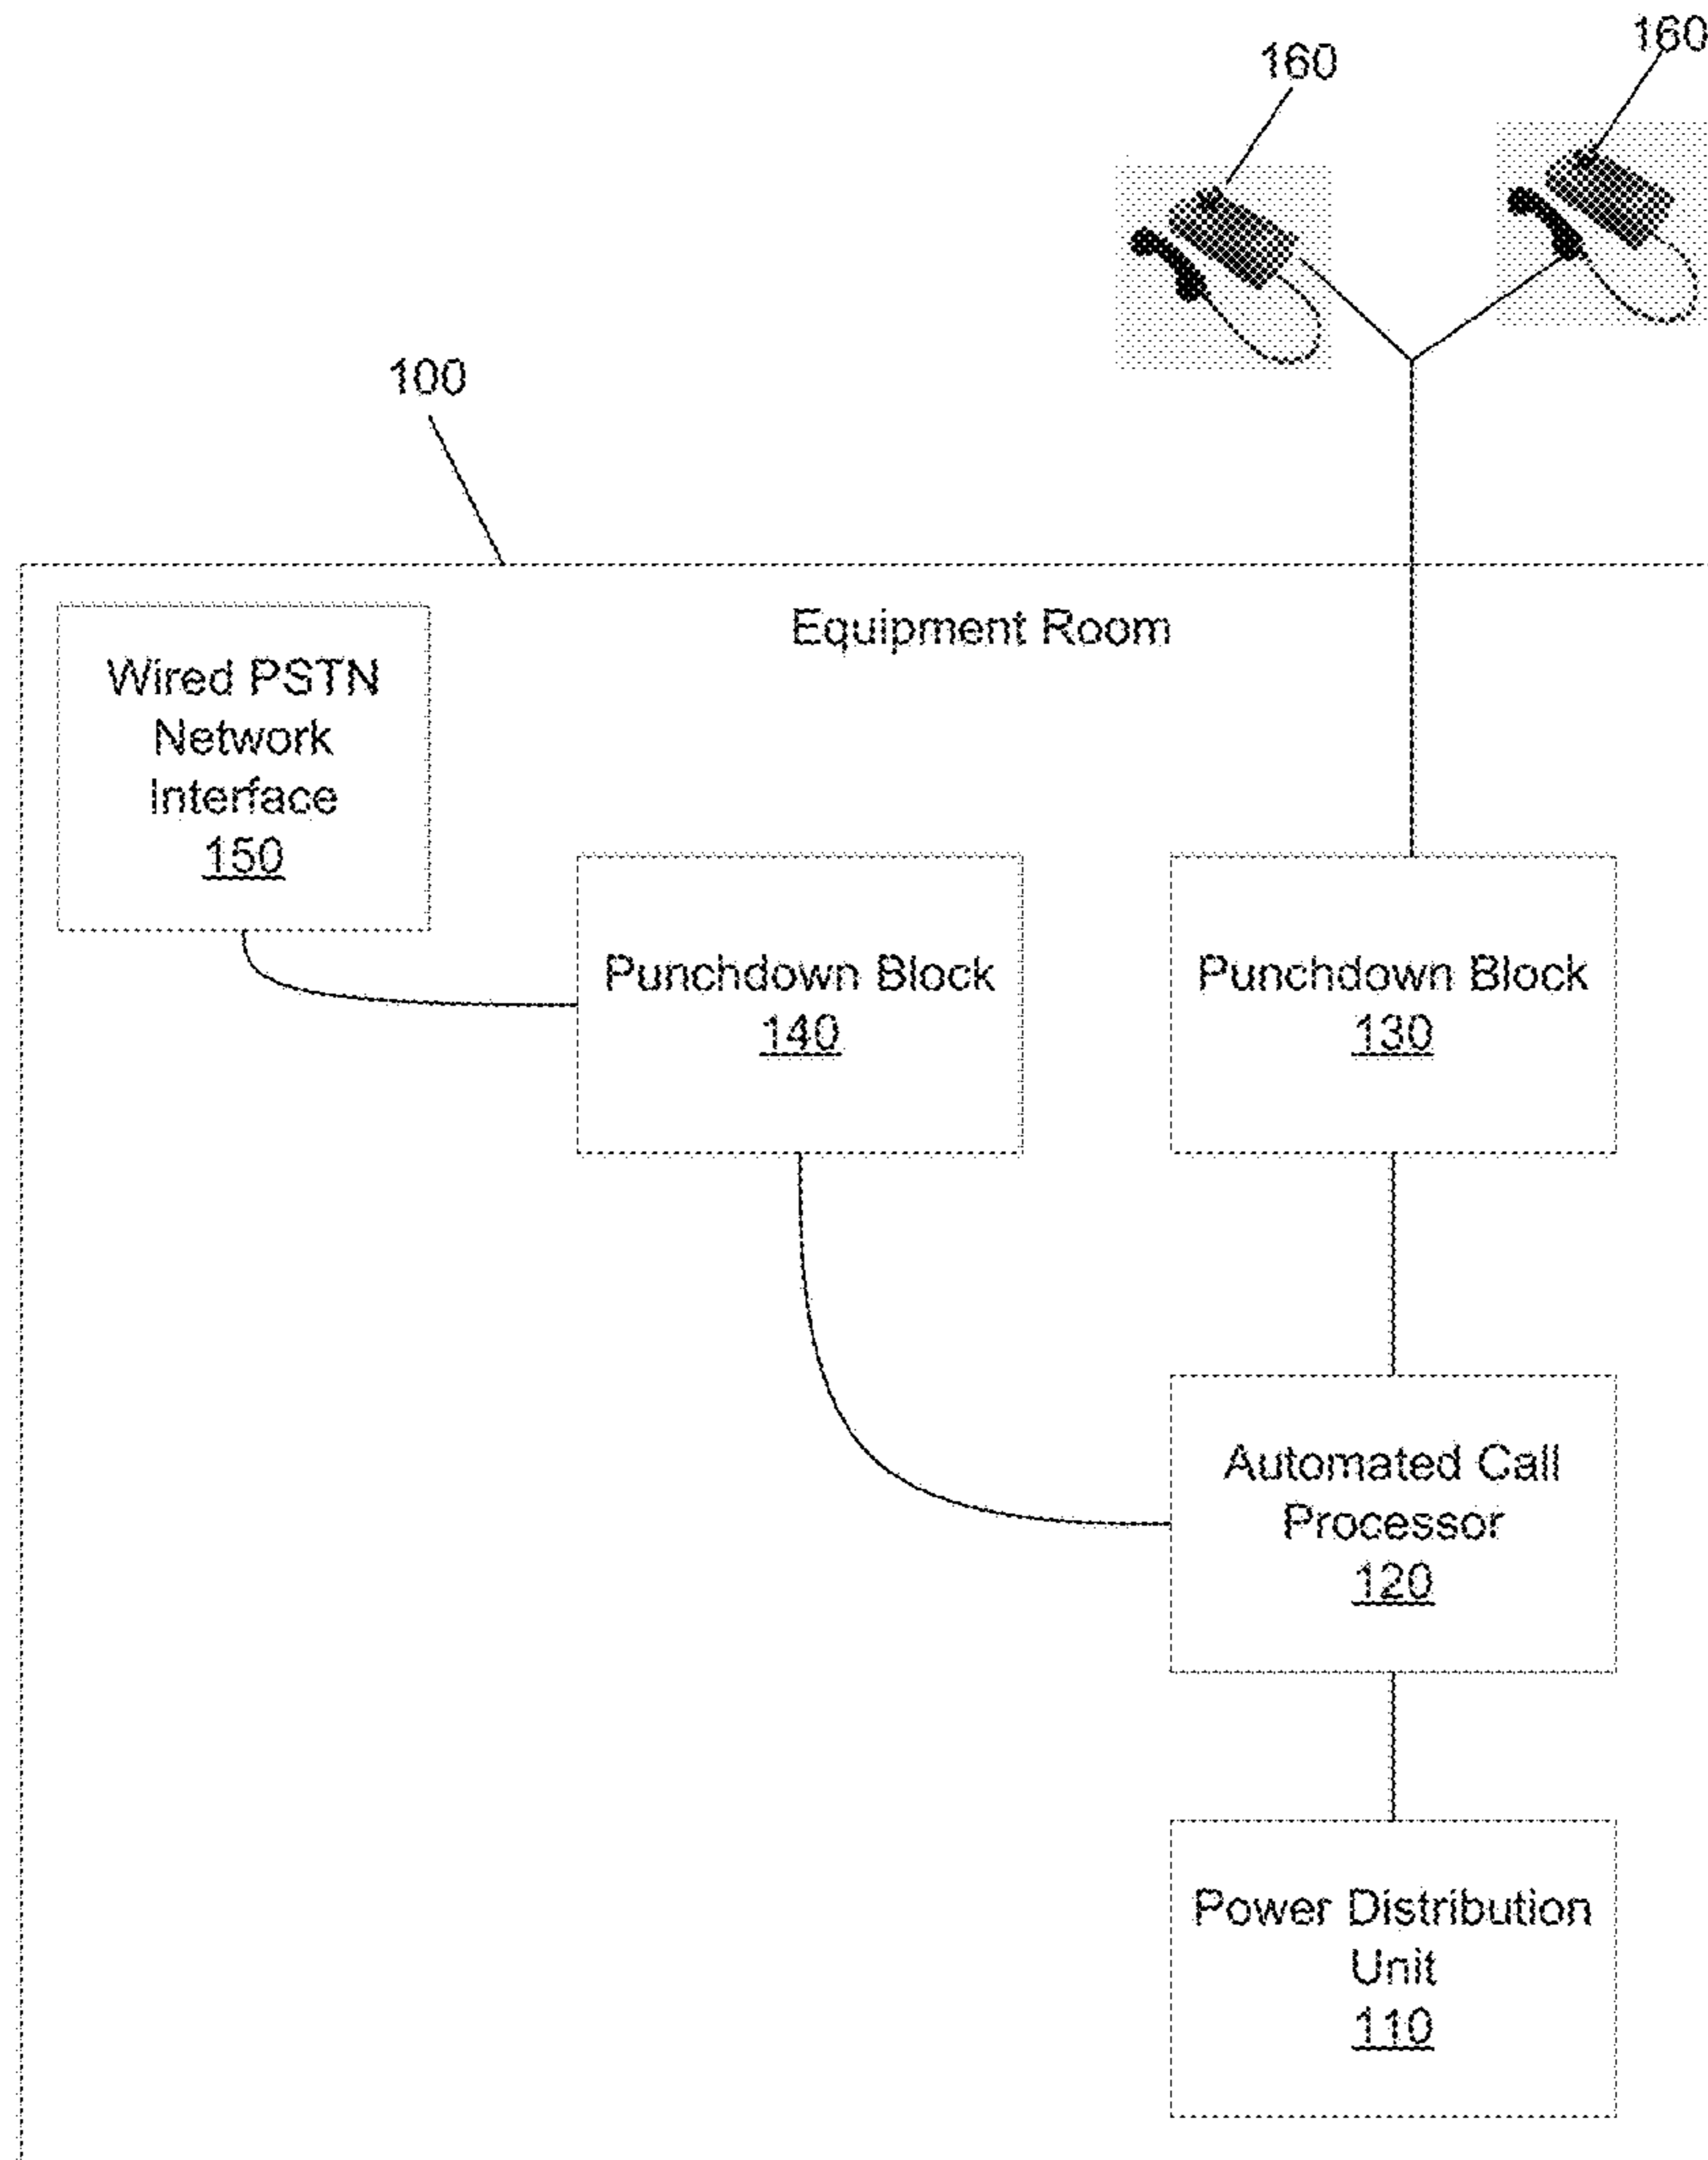 160
160
100
Equipment Room
Wired PSTN
Network
Interface
150
Punchdown Block
140
Punchdown Block
130
Automated Call
Processor
120
Power Distribution
Unit
110